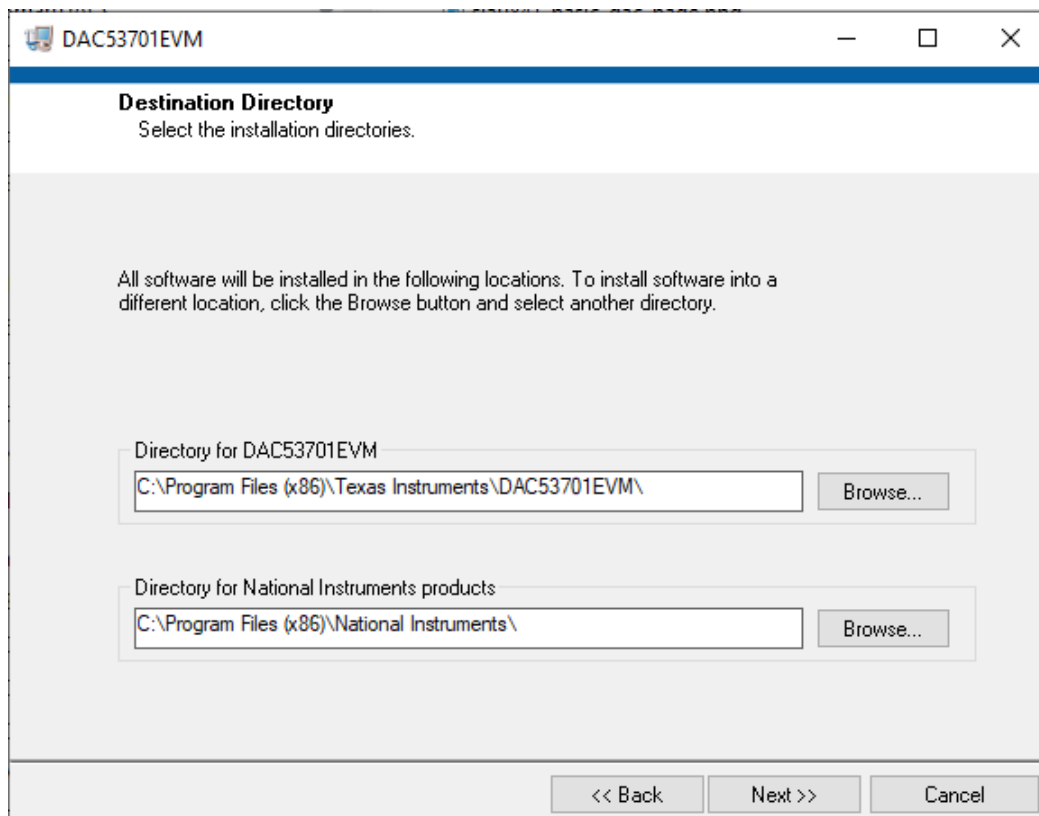 DAC53701EVM
Destination Directory
Select the installation directories.
All software will be installed in the following locations. To install software into a
different location, click the Browse button and select another directory.
Directory for DAC53701EVM
C:\Program Files (x86)\Texas Instruments\DAC53701EVM\
Browse...
Directory for National Instruments products
C:\Program Files (x86)\National Instruments\
Browse...
<< Back
Next >>
Cancel